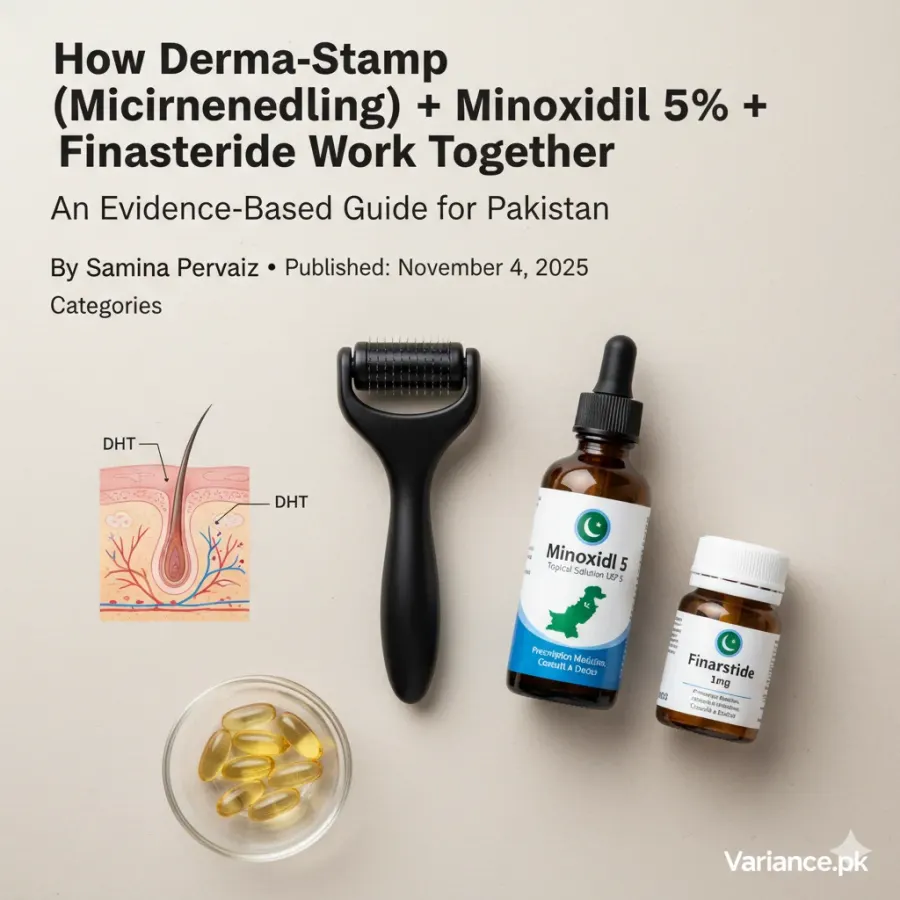 How Derma-Stamp
(Micirnenedling) + Minoxidil 5% +
Finasteride Work Together
An Evidence-Based Guide for Pakistan
By Samina Pervaiz • Published: November 4, 2025
Categories
DHT
DHT
Minoxidl 5
Topical Solution USP 5
Finarstide
1mg
Variance.pk